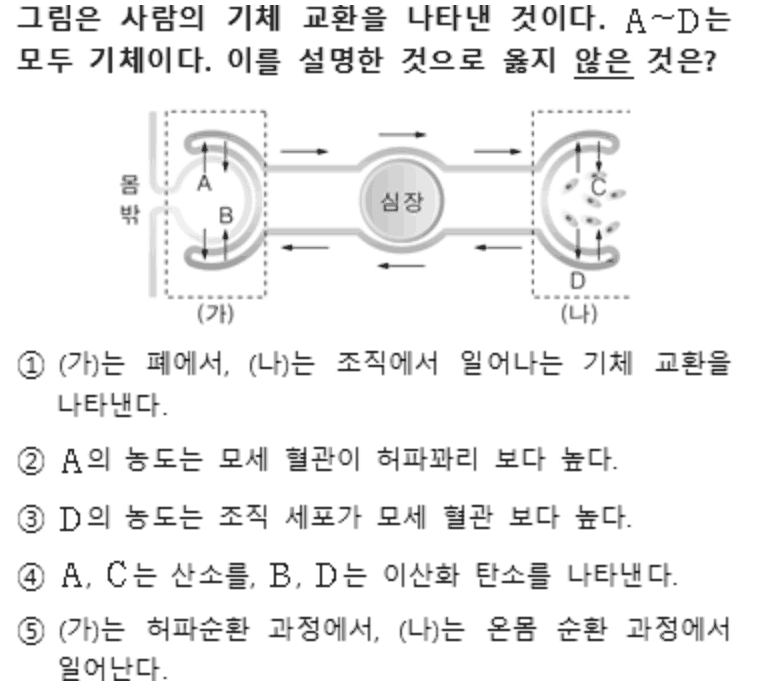 그림은 사람의 기체 교환을 나타낸 것이다. A~D는
모두 기체이다. 이를 설명한 것으로 옳지 않은 것은?
몸
밖
A
B
심장
C
D
(가)
(나)
① (가)는 폐에서, (나)는 조직에서 일어나는 기체 교환을
나타낸다.
② A의 농도는 모세 혈관이 허파꽈리 보다 높다.
③ D의 농도는 조직 세포가 모세 혈관 보다 높다.
④ A, C는 산소를, B, D는 이산화 탄소를 나타낸다.
⑤ (가)는 허파순환 과정에서, (나)는 온몸 순환 과정에서
일어난다.